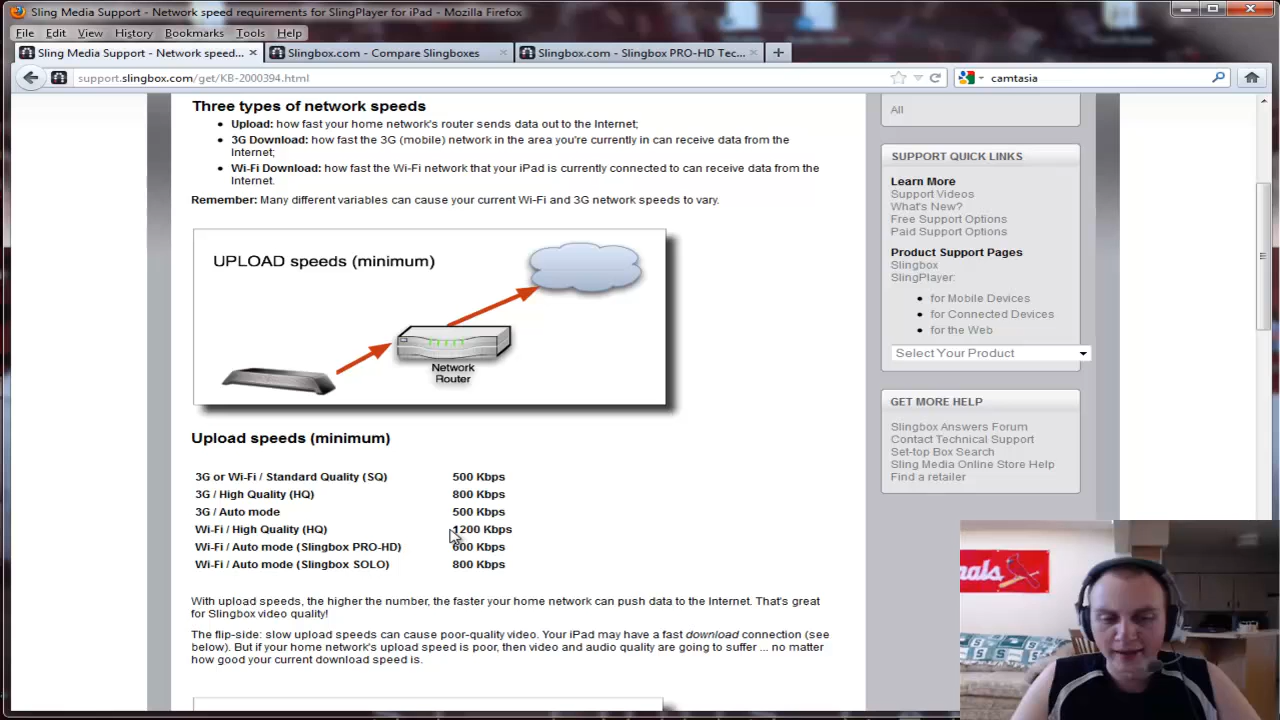 Sling Media Support - Network speed requirements for SlingPlayer for iPad - Mozilla Firefox
File Edit View History Bookmarks Tools Help
Sling Media Support - Network speed... × Slingbox.com - Compare Slingboxes × Slingbox.com - Slingbox PRO-HD Tec... × +
support.slingbox.com/get/KB-2000394.html
camtasia
Three types of network speeds
• Upload: how fast your home network's router sends data out to the Internet;
• 3G Download: how fast the 3G (mobile) network in the area you're currently in can receive data from the
Internet;
• Wi-Fi Download: how fast the Wi-Fi network that your iPad is currently connected to can receive data from the
Internet.
Remember: Many different variables can cause your current Wi-Fi and 3G network speeds to vary.
UPLOAD speeds (minimum)
Network
Router
Upload speeds (minimum)
3G or Wi-Fi / Standard Quality (SQ) 500 Kbps
3G / High Quality (HQ) 800 Kbps
3G / Auto mode 500 Kbps
Wi-Fi / High Quality (HQ) 1200 Kbps
Wi-Fi / Auto mode (Slingbox PRO-HD) 600 Kbps
Wi-Fi / Auto mode (Slingbox SOLO) 800 Kbps
With upload speeds, the higher the number, the faster your home network can push data to the Internet. That's great
for Slingbox video quality!
The flip-side: slow upload speeds can cause poor-quality video. Your iPad may have a fast download connection (see
below). But if your home network's upload speed is poor, then video and audio quality are going to suffer ... no matter
how good your current download speed is.
All
SUPPORT QUICK LINKS
Learn More
Support Videos
What's New?
Free Support Options
Paid Support Options
Product Support Pages
Slingbox
SlingPlayer:
• for Mobile Devices
• for Connected Devices
• for the Web
Select Your Product
GET MORE HELP
Slingbox Answers Forum
Contact Technical Support
Set-top Box Search
Sling Media Online Store Help
Find a retailer